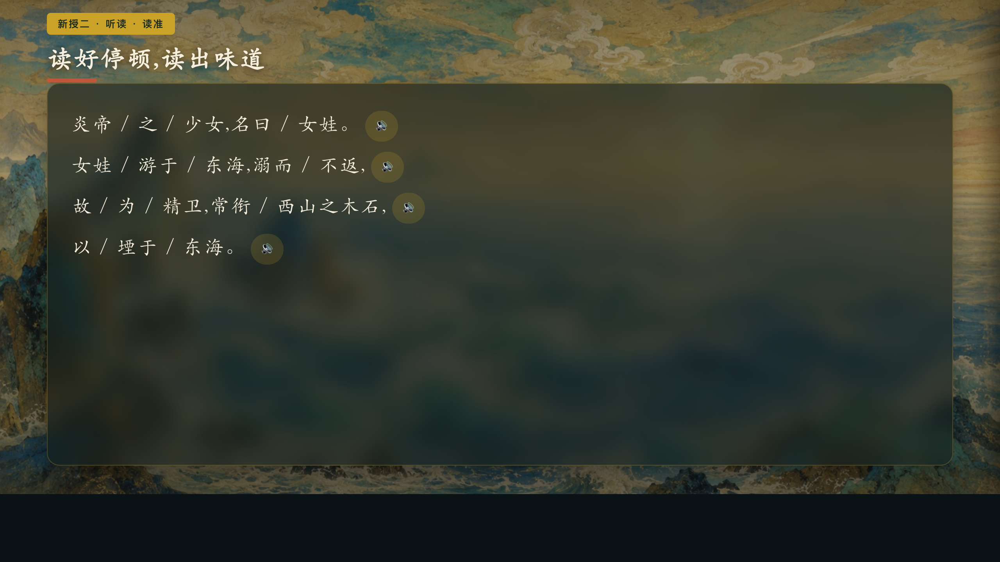 新授二 · 听读 · 读准
读好停顿,读出味道
炎帝 / 之 / 少女,名曰 / 女娃。
女娃 / 游于 / 东海,溺而 / 不返,
故 / 为 / 精卫,常衔 / 西山之木石,
以 / 堙于 / 东海。